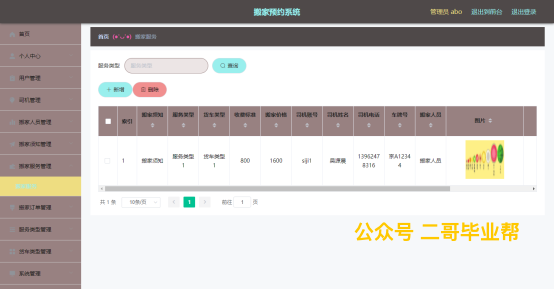 搬家预约系统
管理员 abo 退出到前台 退出登录
首页
个人中心
用户管理
司机管理
搬家人员管理
搬家须知管理
搬家服务管理
搬家订单管理
服务类型管理
货车类型管理
系统管理
首页 (●'◡'●) 搬家服务
服务类型 服务类型 查询
新增 删除
索引 搬家须知 服务类型 货车类型 收费标准 搬家价格 司机账号 司机姓名 司机电话 车牌号 搬家人员 图片
1 搬家须知 服务类型1 货车类型 800 1600 siji1 13962478316 京A12344 搬家人员
共 1 条 10条/页 1 前往 1 页
公众号 二哥毕业帮